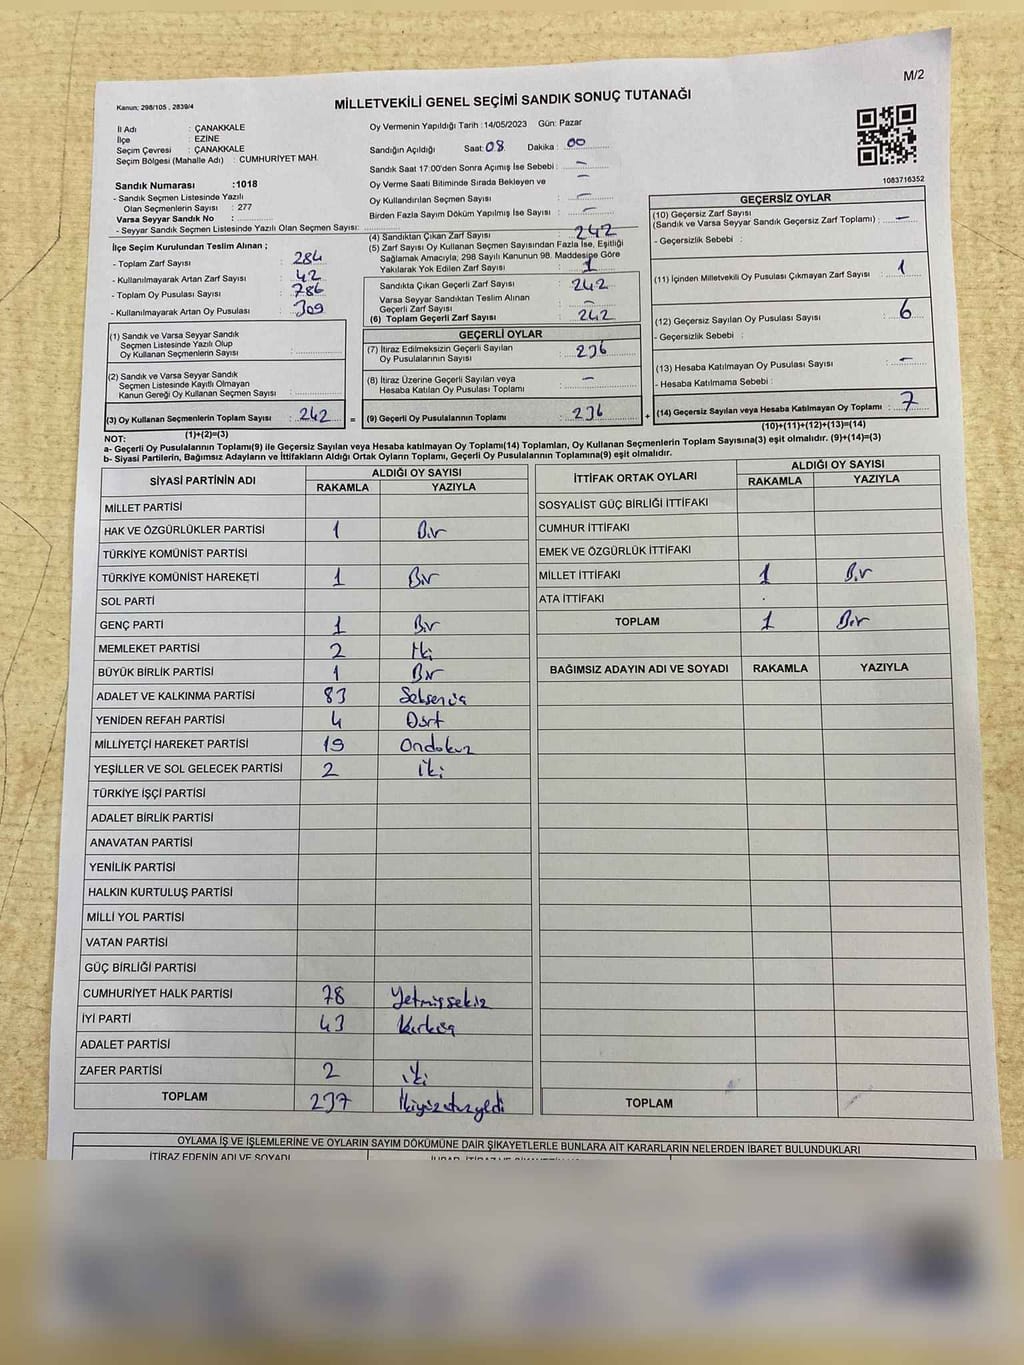 M/2
Kanun; 298/105 , 2839/4
MİLLETVEKİLİ GENEL SEÇİMİ SANDIK SONUÇ TUTANAĞI
İl Adı : ÇANAKKALE
İlçe : EZİNE
Seçim Çevresi : ÇANAKKALE
Seçim Bölgesi (Mahalle Adı) : CUMHURİYET MAH.
Sandık Numarası :1018
- Sandık Seçmen Listesinde Yazılı
Olan Seçmenlerin Sayısı : 277
Varsa Seyyar Sandık No :
- Seyyar Sandık Seçmen Listesinde Yazılı Olan Seçmen Sayısı:
Oy Vermenin Yapıldığı Tarih :14/05/2023 Gün: Pazar
Sandığın Açıldığı Saat: 08 Dakika : 00
Sandık Saat 17:00'den Sonra Açımış İse Sebebi : –
Oy Verme Saati Bitiminde Sırada Bekleyen ve –
Oy Kullandırılan Seçmen Sayısı : –
Birden Fazla Sayım Döküm Yapılmış İse Sayısı : –
1083716352
İlçe Seçim Kurulundan Teslim Alınan ;
- Toplam Zarf Sayısı : 284
- Kullanılmayarak Artan Zarf Sayısı : 42
- Toplam Oy Pusulası Sayısı : 786
- Kullanılmayarak Artan Oy Pusulası : 309
(4) Sandıktan Çıkan Zarf Sayısı : 242
(5) Zarf Sayısı Oy Kullanan Seçmen Sayısından Fazla İse, Eşitliği
Sağlamak Amacıyla; 298 Sayılı Kanunun 98. Maddesine Göre
Yakılarak Yok Edilen Zarf Sayısı : 1
Sandıkta Çıkan Geçerli Zarf Sayısı : 242
Varsa Seyyar Sandıktan Teslim Alınan
Geçerli Zarf Sayısı : –
(6) Toplam Geçerli Zarf Sayısı : 242
GEÇERSİZ OYLAR
(10) Geçersiz Zarf Sayısı
(Sandık ve Varsa Seyyar Sandık Geçersiz Zarf Toplamı) : –
- Geçersizlik Sebebi :
(11) İçinden Milletvekili Oy Pusulası Çıkmayan Zarf Sayısı : 1
(12) Geçersiz Sayılan Oy Pusulası Sayısı : 6
- Geçersizlik Sebebi :
(13) Hesaba Katılmayan Oy Pusulası Sayısı : –
- Hesaba Katılmama Sebebi :
(14) Geçersiz Sayılan veya Hesaba Katılmayan Oy Toplamı : 7
(10)+(11)+(12)+(13)=(14)
(1) Sandık ve Varsa Seyyar Sandık
Seçmen Listesinde Yazılı Olup
Oy Kullanan Seçmenlerin Sayısı :
(2) Sandık ve Varsa Seyyar Sandık
Seçmen Listesinde Kayıtlı Olmayan
Kanun Gereği Oy Kullanan Seçmenlerin Sayısı :
(3) Oy Kullanan Seçmenlerin Toplam Sayısı : 242 =
(1)+(2)=(3)
GEÇERLİ OYLAR
(7) İtiraz Edilmeksizin Geçerli Sayılan
Oy Pusulalarının Sayısı : 236
(8) İtiraz Üzerine Geçerli Sayılan veya
Hesaba Katılan Oy Pusulası Toplamı : –
(9) Geçerli Oy Pusulalarının Toplamı : 236 +
NOT:
a- Geçerli Oy Pusulalarının Toplamı(9) ile Geçersiz Sayılan veya Hesaba katılmayan Oy Toplamı(14) Toplamları, Oy Kullanan Seçmenlerin Toplam Sayısına(3) eşit olmalıdır. (9)+(14)=(3)
b- Siyasi Partilerin, Bağımsız Adayların ve İttifakların Aldığı Ortak Oyların Toplamı, Geçerli Oy Pusulalarının Toplamına(9) eşit olmalıdır.
SİYASİ PARTİNİN ADI ALDIĞI OY SAYISI
RAKAMLA YAZIYLA
MİLLET PARTİSİ
HAK VE ÖZGÜRLÜKLER PARTİSİ 1 Bir
TÜRKİYE KOMÜNİST PARTİSİ
TÜRKİYE KOMÜNİST HAREKETİ 1 Bir
SOL PARTİ
GENÇ PARTİ 1 Bir
MEMLEKET PARTİSİ 2 İki
BÜYÜK BİRLİK PARTİSİ 1 Bir
ADALET VE KALKINMA PARTİSİ 83 Seksenüç
YENİDEN REFAH PARTİSİ 4 Dört
MİLLİYETÇİ HAREKET PARTİSİ 19 Ondokuz
YEŞİLLER VE SOL GELECEK PARTİSİ 2 İki
TÜRKİYE İŞÇİ PARTİSİ
ADALET BİRLİK PARTİSİ
ANAVATAN PARTİSİ
YENİLİK PARTİSİ
HALKIN KURTULUŞ PARTİSİ
MİLLİ YOL PARTİSİ
VATAN PARTİSİ
GÜÇ BİRLİĞİ PARTİSİ
CUMHURİYET HALK PARTİSİ 78 Yetmişsekiz
İYİ PARTİ 43 Kırküç
ADALET PARTİSİ
ZAFER PARTİSİ 2 iki
TOPLAM 237 İkiyüzotuzyedi
İTTİFAK ORTAK OYLARI ALDIĞI OY SAYISI
RAKAMLA YAZIYLA
SOSYALİST GÜÇ BİRLİĞİ İTTİFAKI
CUMHUR İTTİFAKI
EMEK VE ÖZGÜRLÜK İTTİFAKI
MİLLET İTTİFAKI 1 Bir
ATA İTTİFAKI
TOPLAM 1 Bir
BAĞIMSIZ ADAYIN ADI VE SOYADI RAKAMLA YAZIYLA
TOPLAM
OYLAMA İŞ VE İŞLEMLERİNE VE OYLARIN SAYIM DÖKÜMÜNE DAİR ŞİKAYETLERLE BUNLARA AİT KARARLARIN NELERDEN İBARET BULUNDUKLARI
İTİRAZ EDENİN ADI VE SOYADI